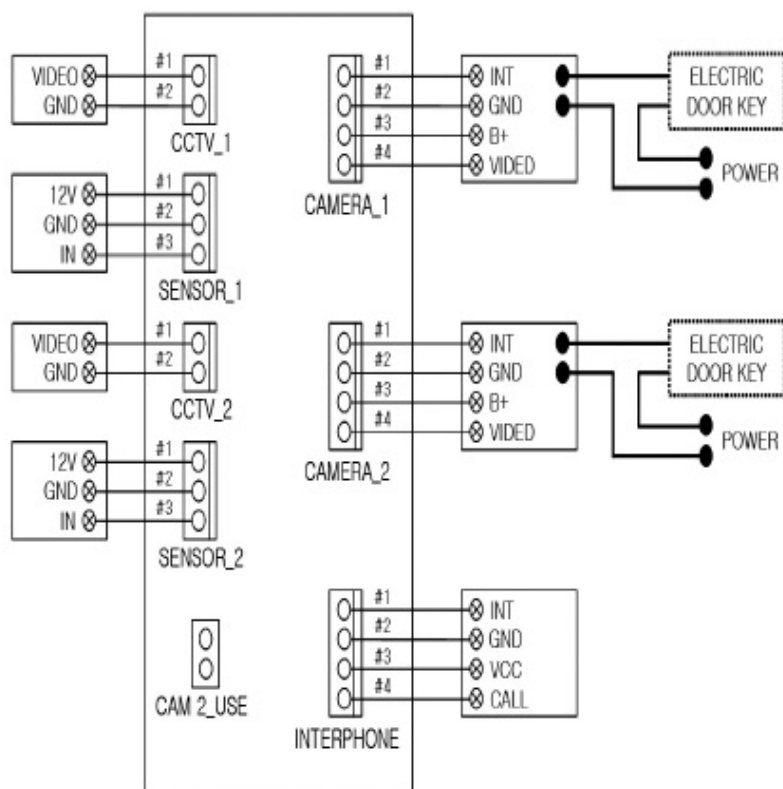 VIDEO
GND
#1
#2
CCTV_1
12V
GND
IN
#1
#2
#3
SENSOR_1
VIDEO
GND
#1
#2
CCTV_2
12V
GND
IN
#1
#2
#3
SENSOR_2
CAM 2_USE
#1
#2
#3
#4
CAMERA_1
INT
GND
B+
VIDED
ELECTRIC
DOOR KEY
POWER
#1
#2
#3
#4
CAMERA_2
INT
GND
B+
VIDED
ELECTRIC
DOOR KEY
POWER
#1
#2
#3
#4
INTERPHONE
INT
GND
VCC
CALL